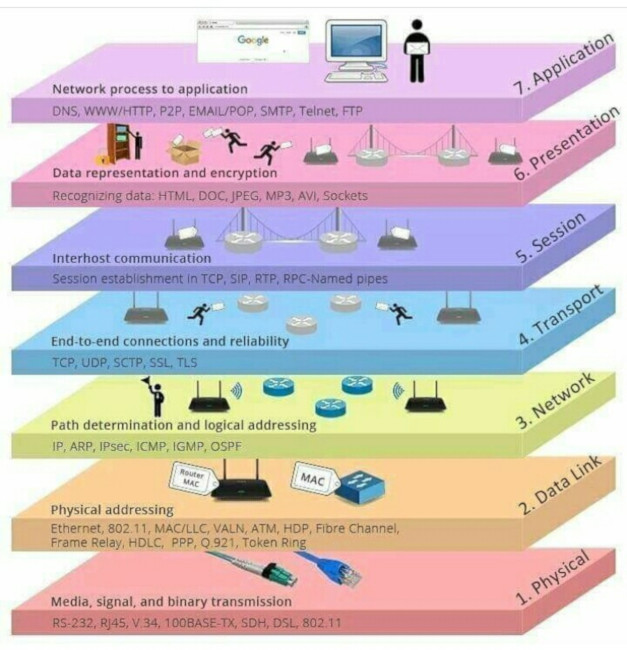 Google
7. Application
Network process to application
DNS, WWW/HTTP, P2P, EMAIL/POP, SMTP, Telnet, FTP
6. Presentation
Data representation and encryption
Recognizing data: HTML, DOC, JPEG, MP3, AVI, Sockets
5. Session
Interhost communication
Session establishment in TCP, SIP, RTP, RPC-Named pipes
4. Transport
End-to-end connections and reliability
TCP, UDP, SCTP, SSL, TLS
3. Network
Path determination and logical addressing
IP, ARP, IPsec, ICMP, IGMP, OSPF
2. Data Link
Router
MAC
MAC
Physical addressing
Ethernet, 802.11, MAC/LLC, VALN, ATM, HDP, Fibre Channel,
Frame Relay, HDLC, PPP, Q.921, Token Ring
1. Physical
Media, signal, and binary transmission
RS-232, RJ45, V.34, 100BASE-TX, SDH, DSL, 802.11